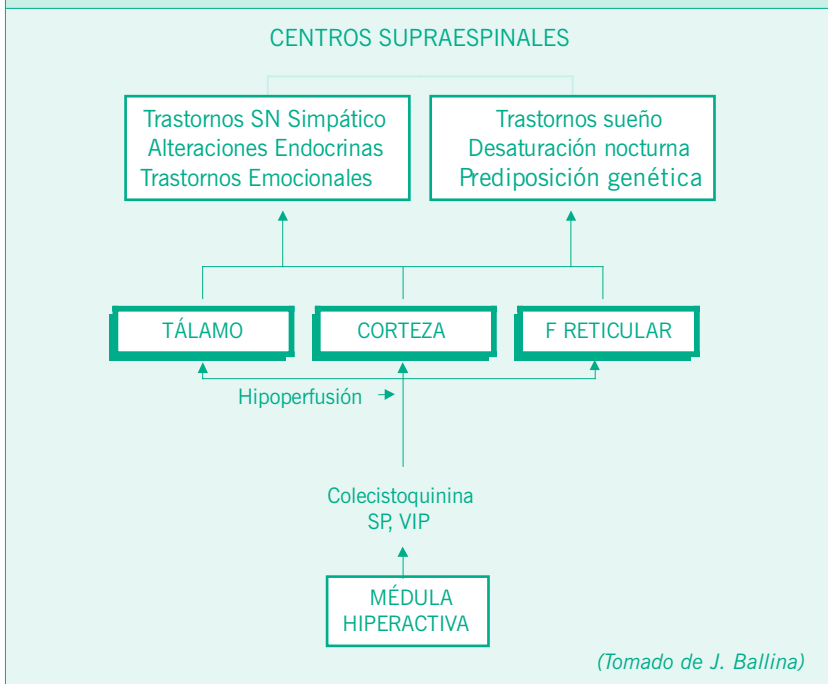 CENTROS SUPRAESPINALES
Trastornos SN Simpático
Alteraciones Endocrinas
Trastornos Emocionales
Trastornos sueño
Desaturación nocturna
Prediposición genética
TÁLAMO
CORTEZA
F RETICULAR
Hipoperfusión
Colecistoquinina
SP, VIP
MÉDULA
HIPERACTIVA
(Tomado de J. Ballina)